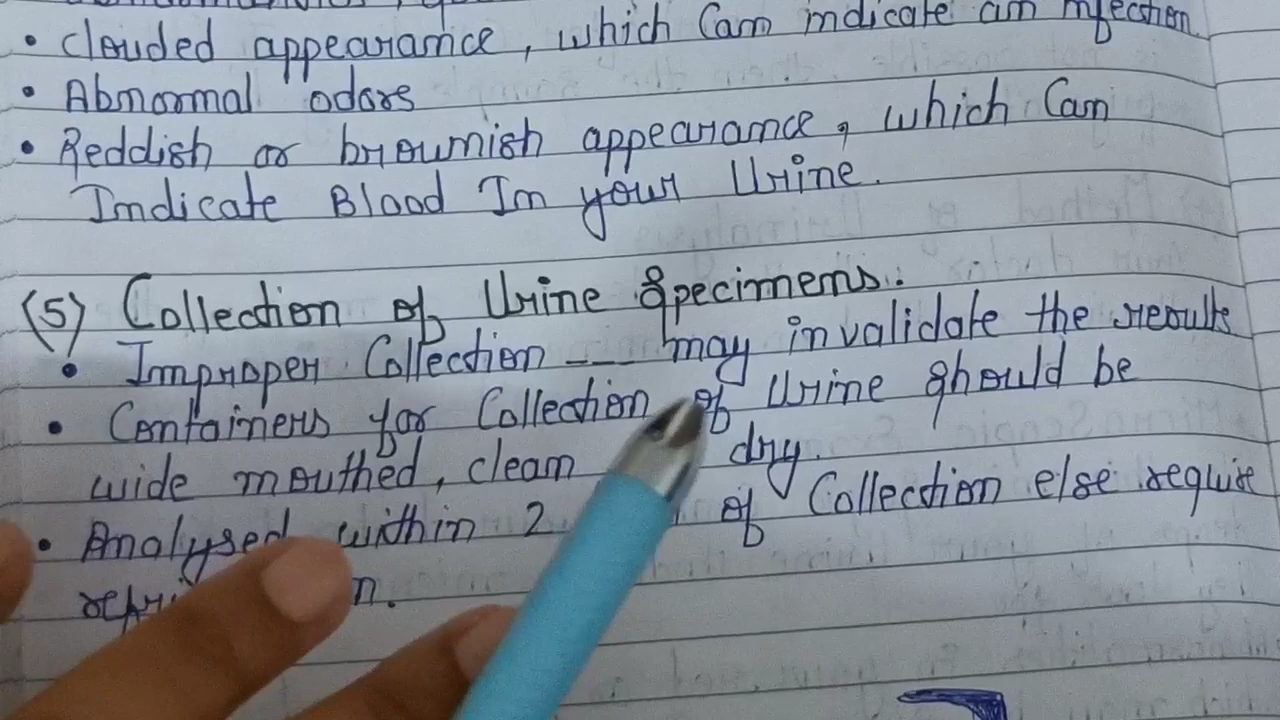 • Clouded appearance, which Can indicate an infection
• Abnormal odors
• Reddish or brownish appearance, which Can
Indicate Blood In your Urine.
(5) Collection of Urine Specimens:
• Improper Collection --- may invalidate the results
• Containers for Collection of Urine should be
wide mouthed, clean dry.
• Analysed within 2 of Collection else require